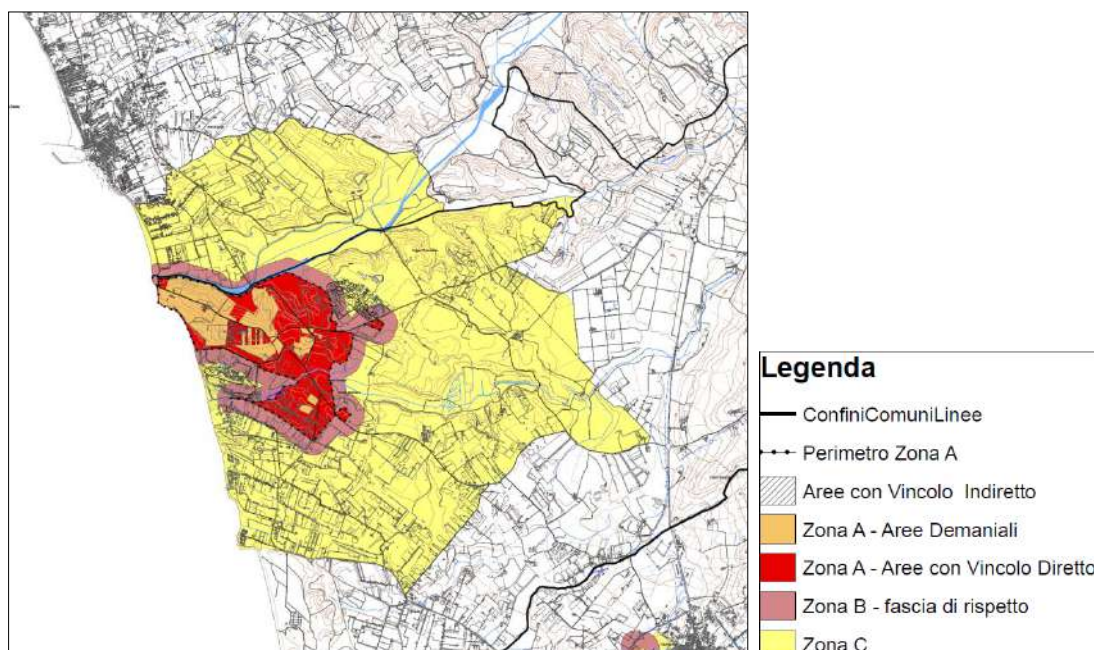 Legenda
ConfiniComuniLinee
Perimetro Zona A
Aree con Vincolo Indiretto
Zona A - Aree Demaniali
Zona A - Aree con Vincolo Diretto
Zona B - fascia di rispetto
Zona C